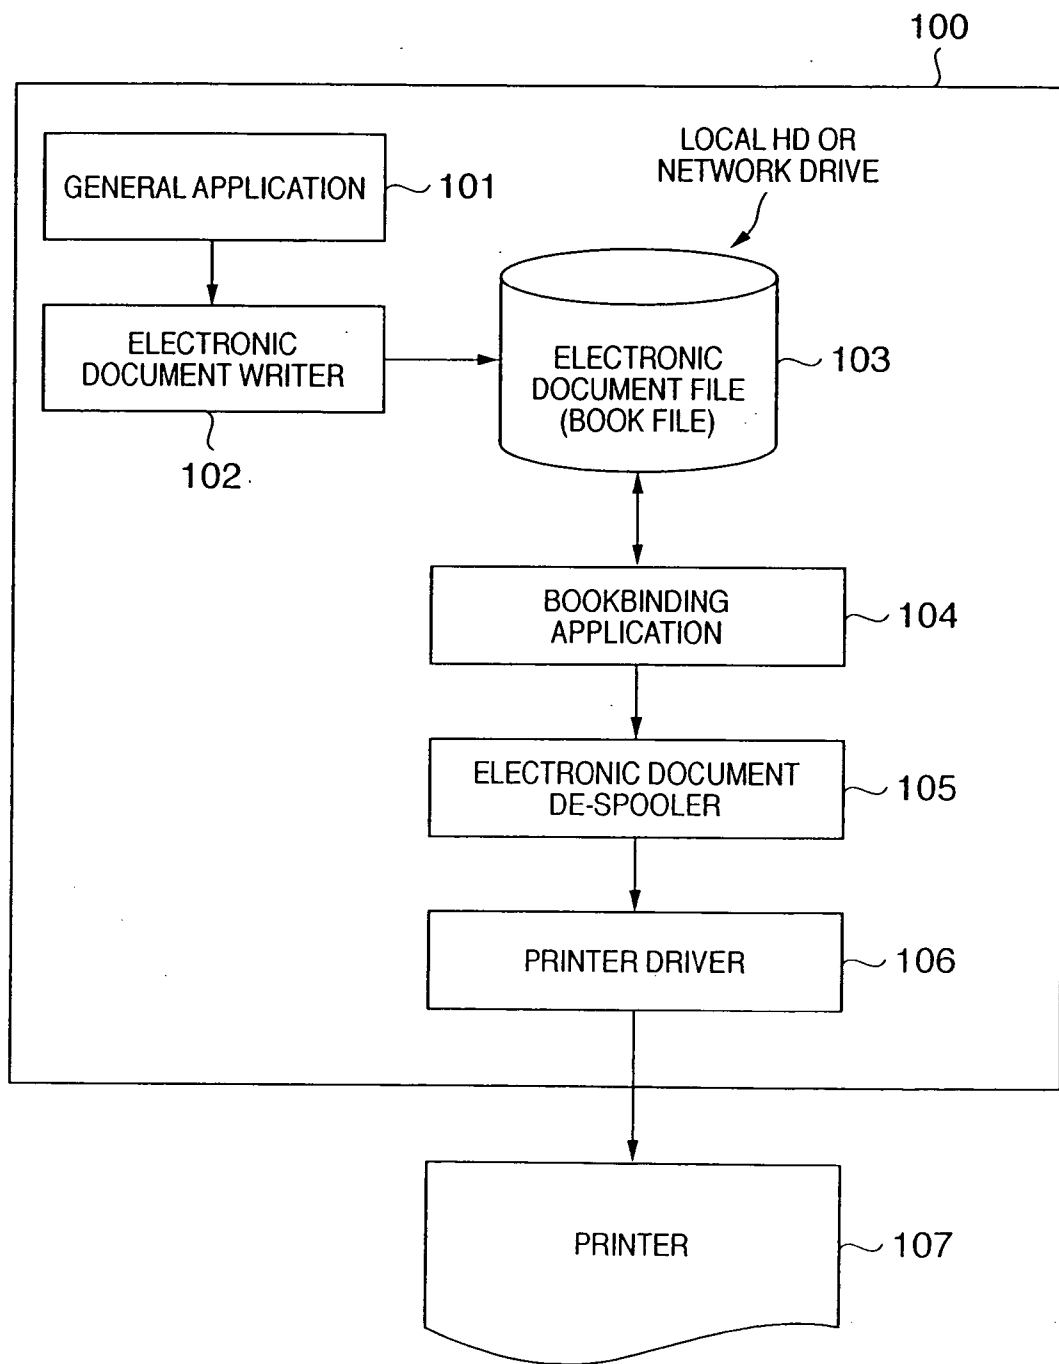 100
GENERAL APPLICATION
101
LOCAL HD OR
NETWORK DRIVE
ELECTRONIC
DOCUMENT WRITER
102
ELECTRONIC
DOCUMENT FILE
(BOOK FILE)
103
BOOKBINDING
APPLICATION
104
ELECTRONIC DOCUMENT
DE-SPOOLER
105
PRINTER DRIVER
106
PRINTER
107